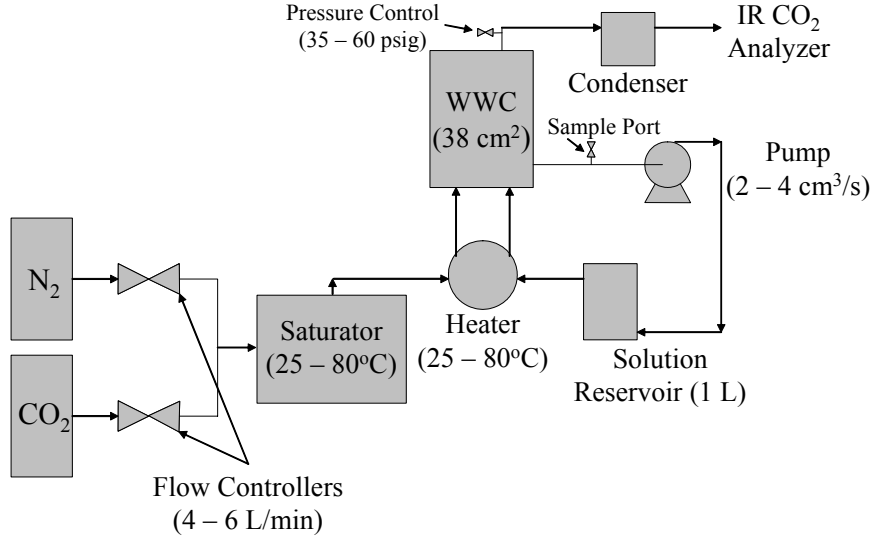 Pressure Control
(35 – 60 psig)
IR CO₂
Analyzer
Condenser
WWC
(38 cm²)
Sample Port
Pump
(2 – 4 cm³/s)
N₂
Saturator
(25 – 80ºC)
Heater
(25 – 80ºC)
Solution
Reservoir (1 L)
CO₂
Flow Controllers
(4 – 6 L/min)